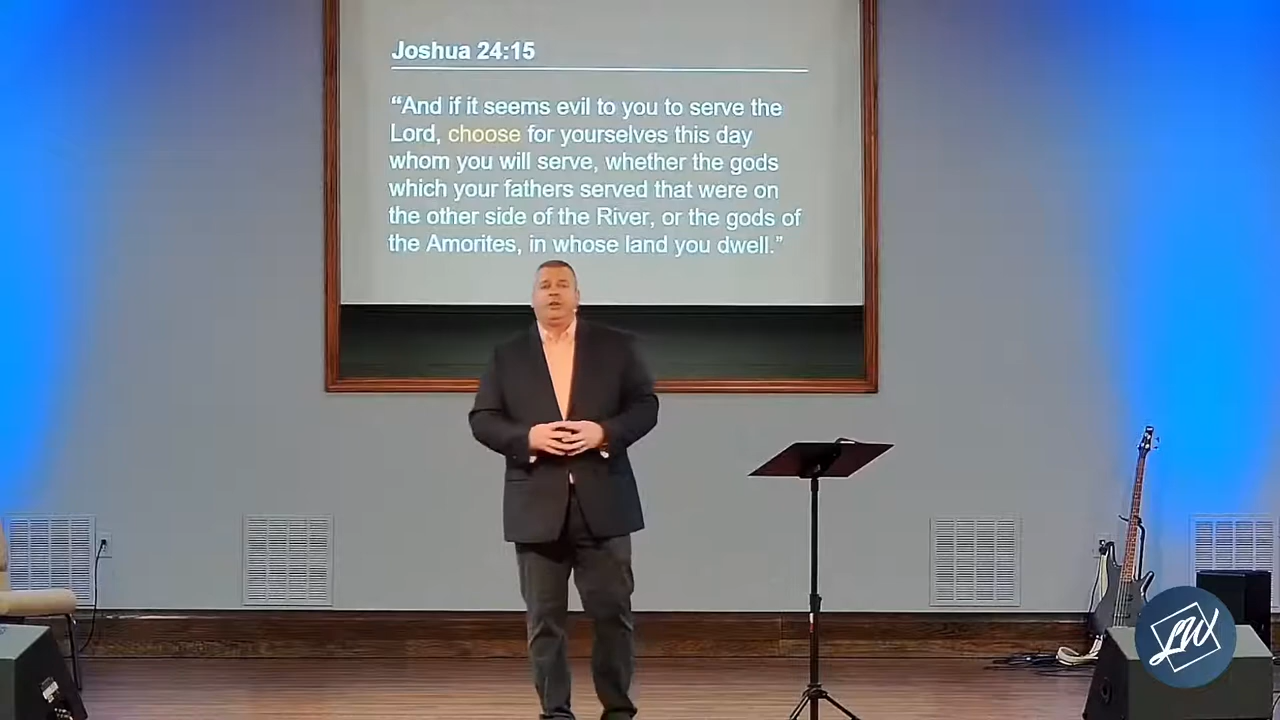 Joshua 24:15
“And if it seems evil to you to serve the
Lord, choose for yourselves this day
whom you will serve, whether the gods
which your fathers served that were on
the other side of the River, or the gods of
the Amorites, in whose land you dwell.”
LW